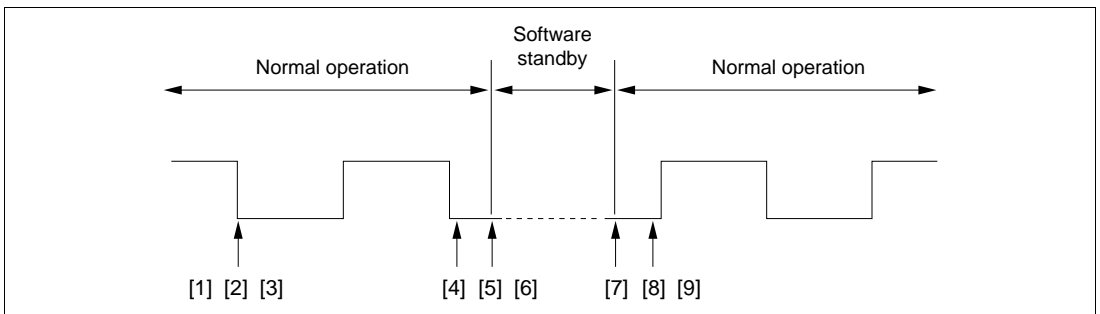 Software
standby
Normal operation
Normal operation
[1] [2] [3]
[4] [5] [6]
[7] [8] [9]